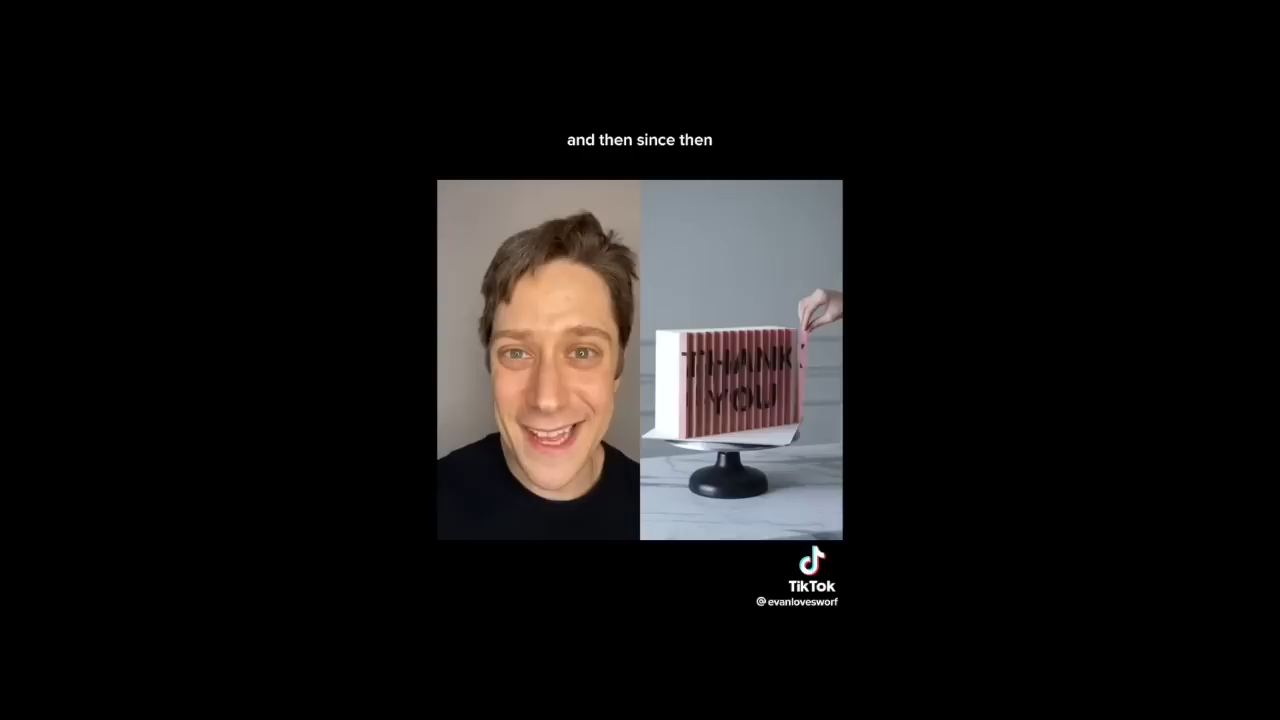 and then since then
THANK
YOU
TikTok
@evanlovesworf